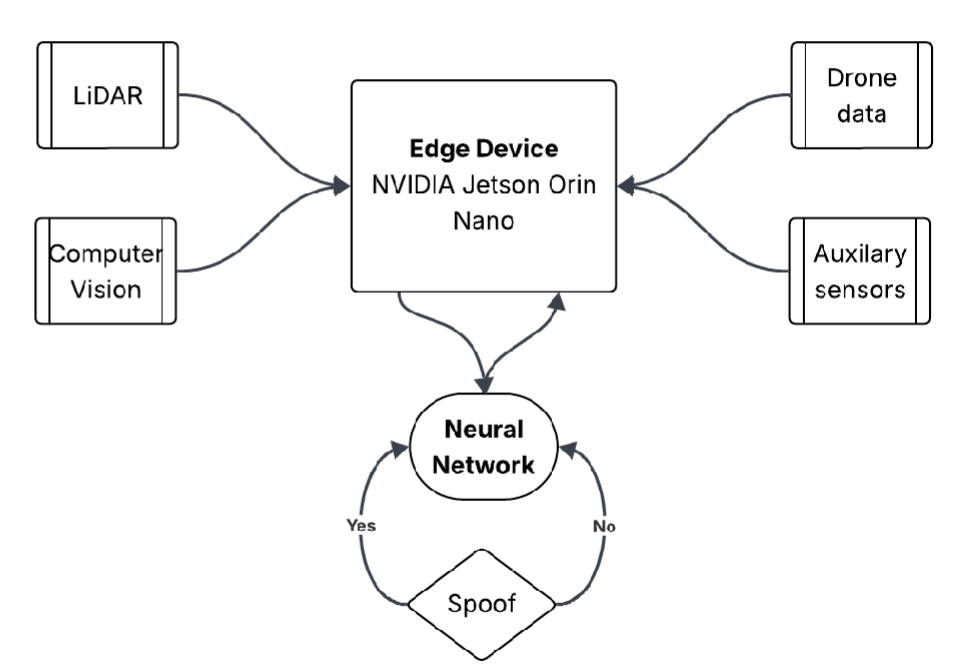 LiDAR
Computer
Vision
Edge Device
NVIDIA Jetson Orin
Nano
Drone
data
Auxilary
sensors
Neural
Network
Yes
No
Spoof